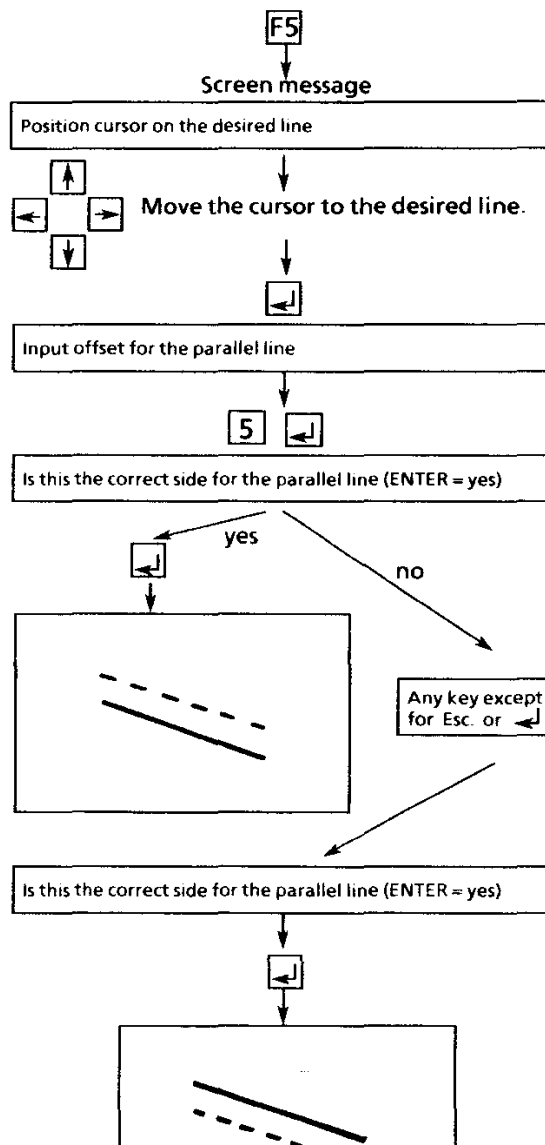 F5
Screen message
Position cursor on the desired line
Move the cursor to the desired line.
Input offset for the parallel line
5
Is this the correct side for the parallel line (ENTER = yes)
yes
no
Any key except
for Esc. or
Is this the correct side for the parallel line (ENTER = yes)